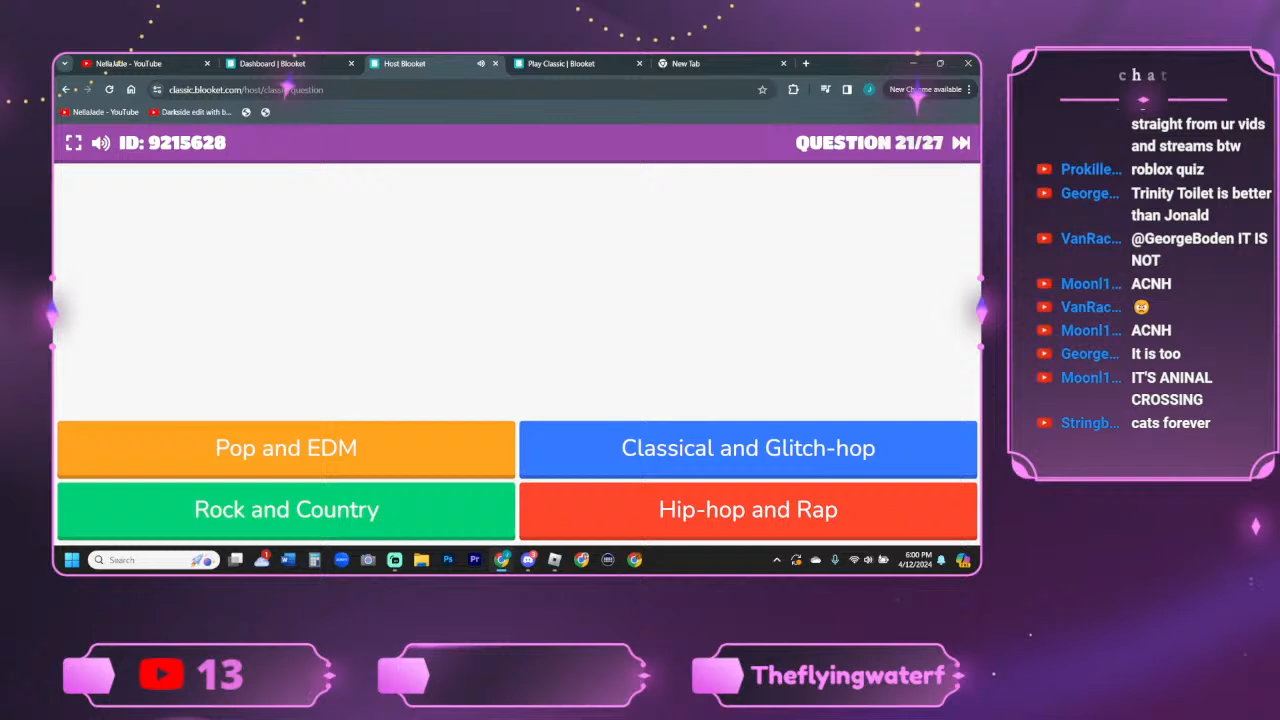 NellaJade - YouTube
Dashboard | Blooket
Host Blooket
Play Classic | Blooket
New Tab
classic.blooket.com/host/classic/question
New Chrome available
NellaJade - YouTube
Darkside edit with b...
ID: 9215628
QUESTION 21/27
Pop and EDM
Classical and Glitch-hop
Rock and Country
Hip-hop and Rap
Search
6:00 PM
4/12/2024
chat
straight from ur vids
and streams btw
Prokille... roblox quiz
George... Trinity Toilet is better
than Jonald
VanRac... @GeorgeBoden IT IS
NOT
Moonl1... ACNH
VanRac... 😳
Moonl1... ACNH
George... It is too
Moonl1... IT'S ANINAL
CROSSING
Stringb... cats forever
13
Theflyingwaterf